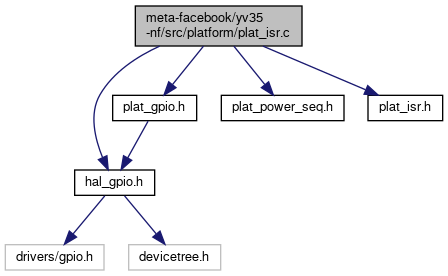 meta-facebook/yv35
-nf/src/platform/plat_isr.c
plat_gpio.h
plat_power_seq.h
plat_isr.h
hal_gpio.h
drivers/gpio.h
devicetree.h